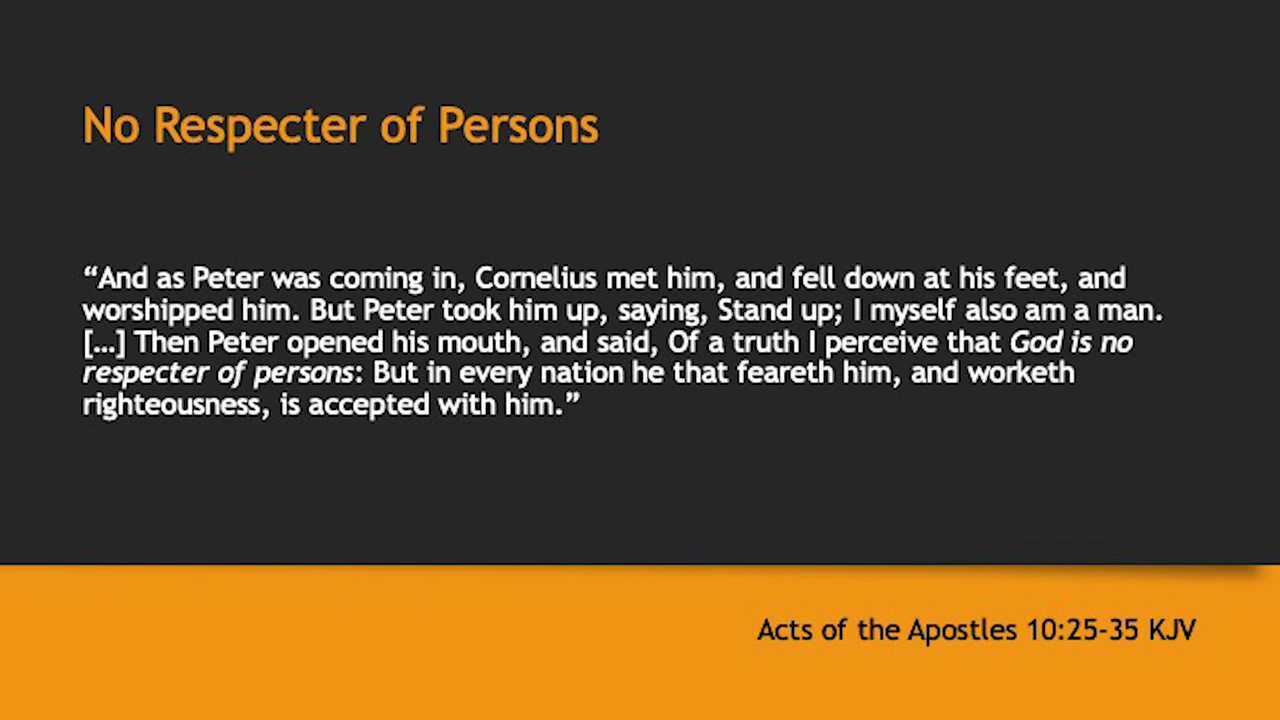 No Respecter of Persons
“And as Peter was coming in, Cornelius met him, and fell down at his feet, and
worshipped him. But Peter took him up, saying, Stand up; I myself also am a man.
[…] Then Peter opened his mouth, and said, Of a truth I perceive that God is no
respecter of persons: But in every nation he that feareth him, and worketh
righteousness, is accepted with him.”
Acts of the Apostles 10:25-35 KJV